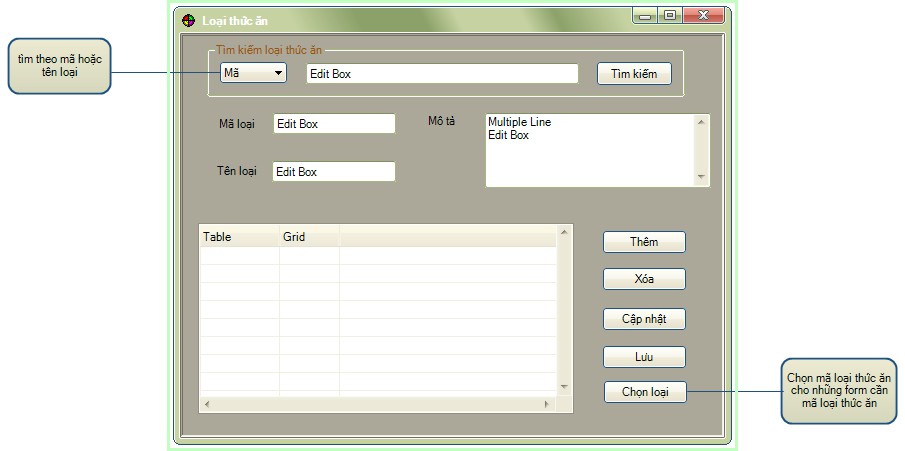 Loại thức ăn
tìm theo mã hoặc
tên loại
Tìm kiếm loại thức ăn
Mã
Edit Box
Tìm kiếm
Mã loại
Edit Box
Mô tả
Multiple Line
Edit Box
Tên loại
Edit Box
Table
Grid
Thêm
Xóa
Cập nhật
Lưu
Chọn loại
Chọn mã loại thức ăn
cho những form cần
mã loại thức ăn